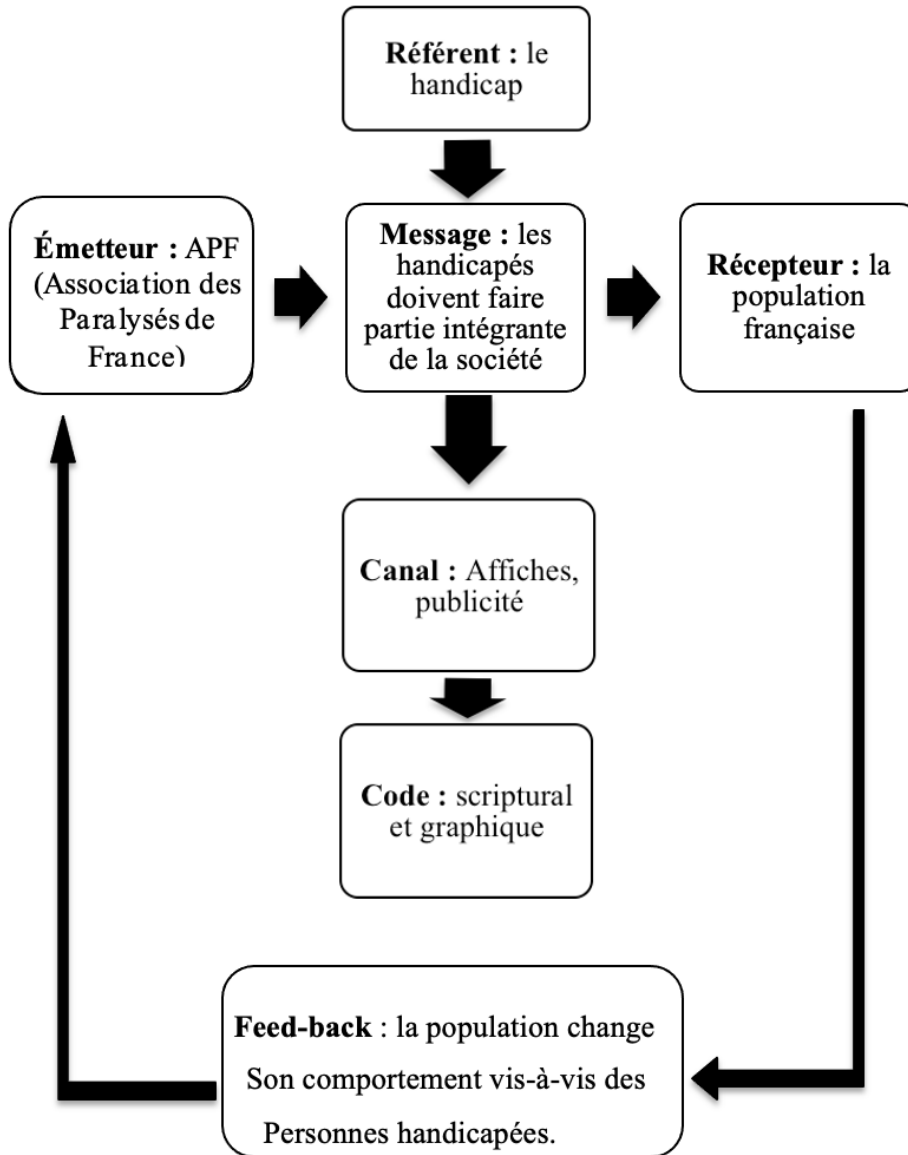 Référent : le
handicap
Émetteur : APF
(Association des
Paralysés de
France)
Message : les
handicapés
doivent faire
partie intégrante
de la société
Récepteur : la
population
française
Canal : Affiches,
publicité
Code : scriptural
et graphique
Feed-back : la population change
Son comportement vis-à-vis des
Personnes handicapées.